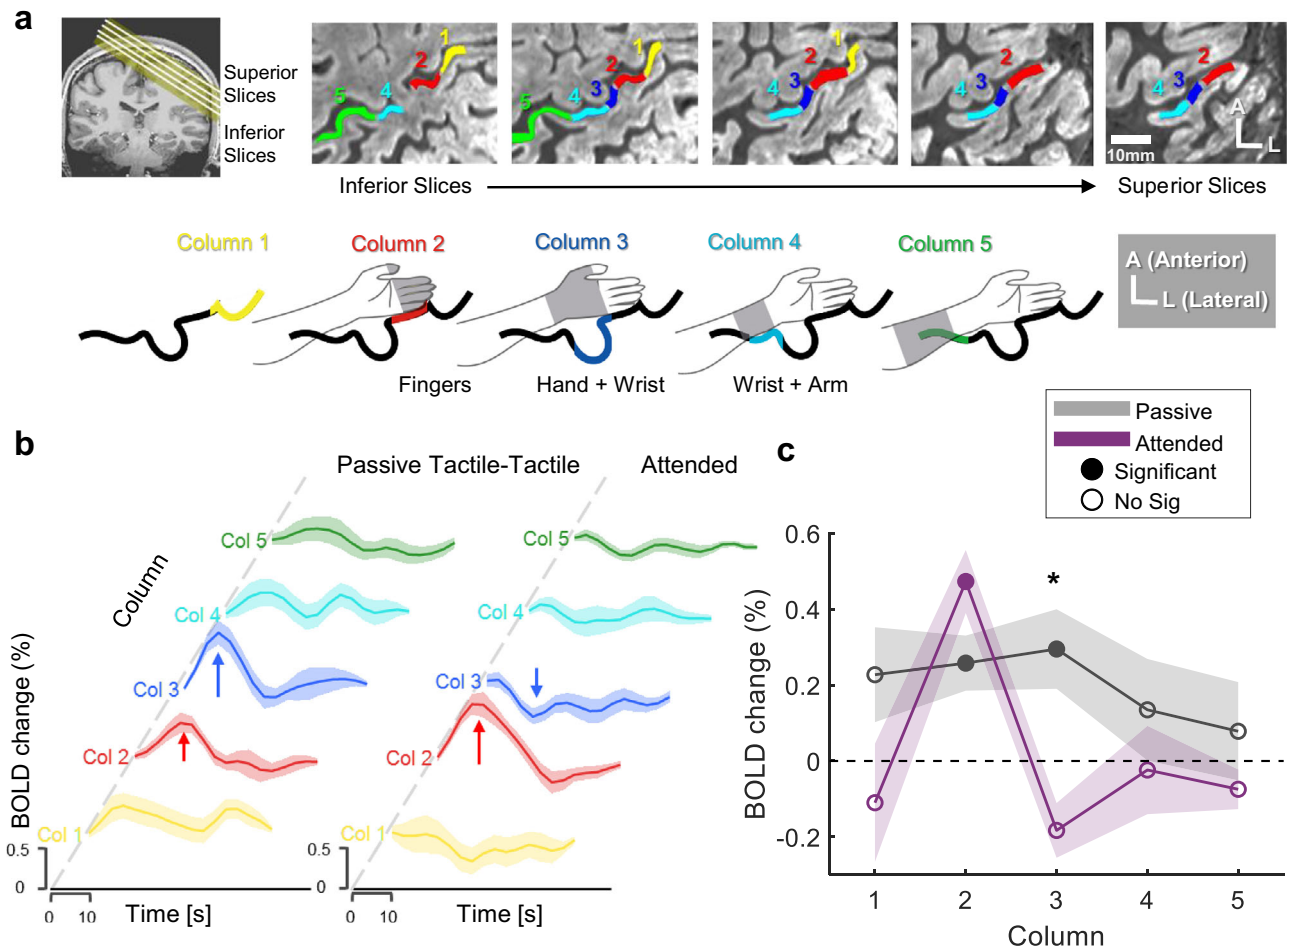 a
Superior
Slices
Inferior
Slices
1
2
4
5
1
2
3
4
5
1
2
3
4
2
3
4
2
3
4
A
L
10mm
Inferior Slices
Superior Slices
Column 1
Column 2
Column 3
Column 4
Column 5
A (Anterior)
L (Lateral)
Fingers
Hand + Wrist
Wrist + Arm
b
Passive Tactile-Tactile
Attended
Column
Col 5
Col 4
Col 3
Col 2
Col 1
Col 5
Col 4
Col 3
Col 2
Col 1
BOLD change (%)
0.5
0
0 10
Time [s]
0.5
0
0 10
Time [s]
Passive
Attended
Significant
No Sig
c
0.6
0.4
0.2
0
-0.2
BOLD change (%)
*
1 2 3 4 5
Column